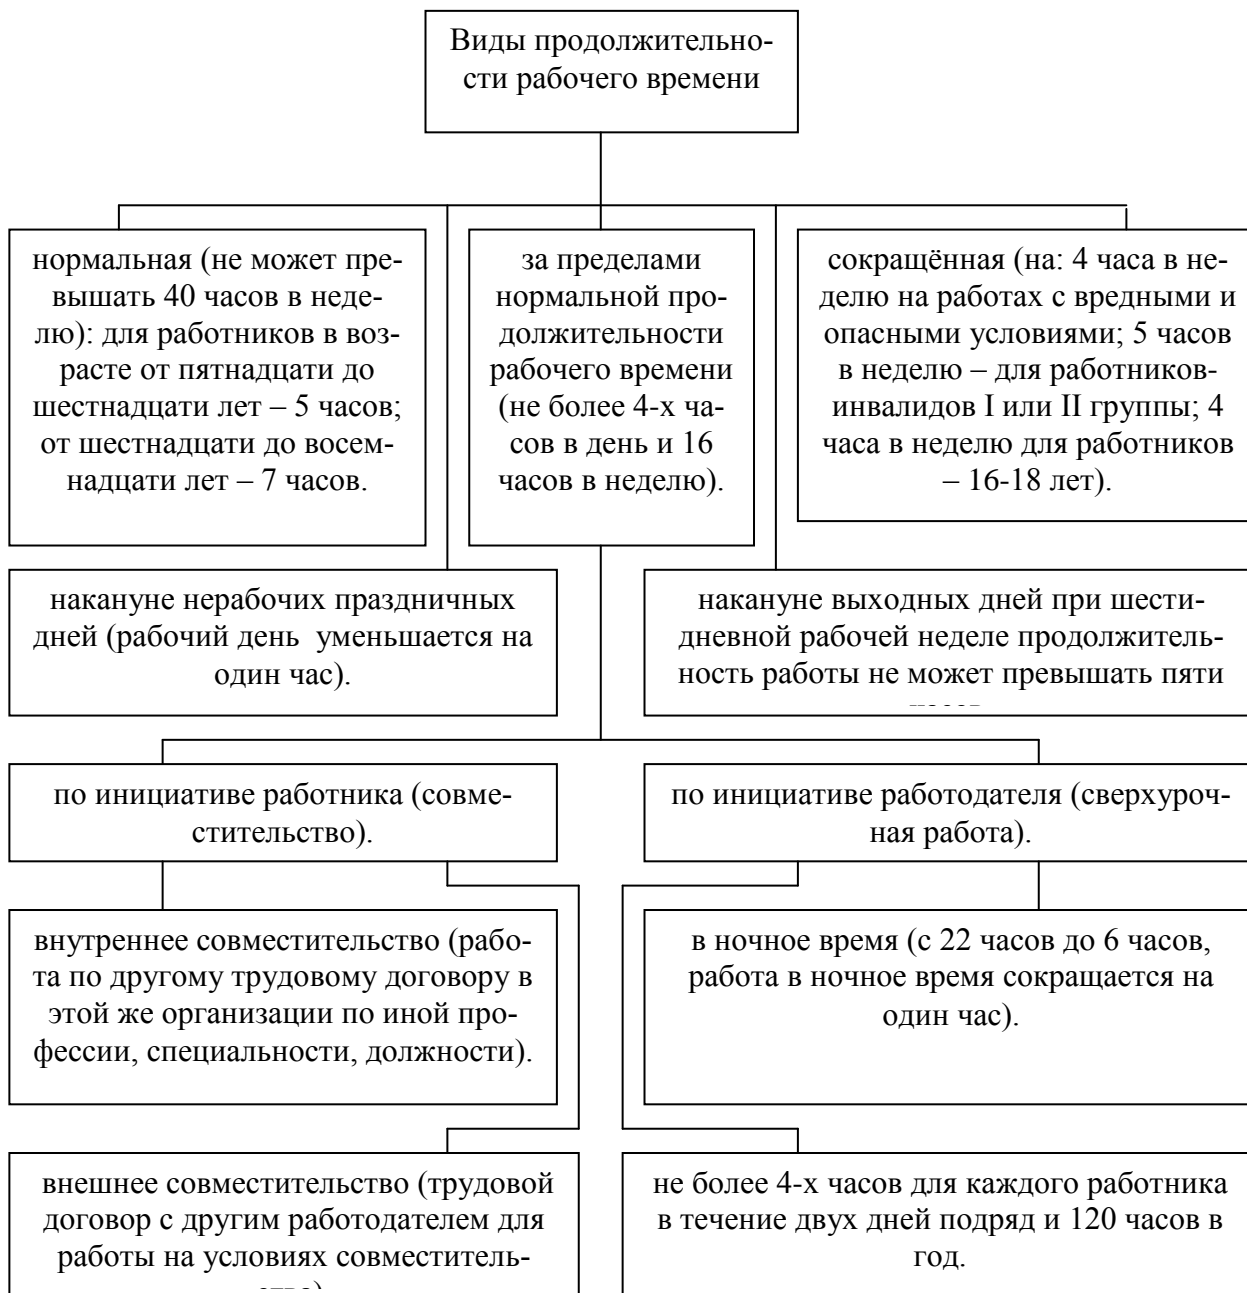 Виды продолжительно-
сти рабочего времени
нормальная (не может пре-
вышать 40 часов в неде-
лю): для работников в воз-
расте от пятнадцати до
шестнадцати лет – 5 часов;
от шестнадцати до восем-
надцати лет – 7 часов.
за пределами
нормальной про-
должительности
рабочего времени
(не более 4-х ча-
сов в день и 16
часов в неделю).
сокращённая (на: 4 часа в не-
делю на работах с вредными и
опасными условиями; 5 часов
в неделю – для работников-
инвалидов I или II группы; 4
часа в неделю для работников
– 16-18 лет).
накануне нерабочих праздничных
дней (рабочий день уменьшается на
один час).
накануне выходных дней при шести-
дневной рабочей неделе продолжитель-
ность работы не может превышать пяти
по инициативе работника (совме-
стительство).
по инициативе работодателя (сверхуроч-
ная работа).
внутреннее совместительство (рабо-
та по другому трудовому договору в
этой же организации по иной про-
фессии, специальности, должности).
в ночное время (с 22 часов до 6 часов,
работа в ночное время сокращается на
один час).
внешнее совместительство (трудовой
договор с другим работодателем для
работы на условиях совместитель-
не более 4-х часов для каждого работника
в течение двух дней подряд и 120 часов в
год.